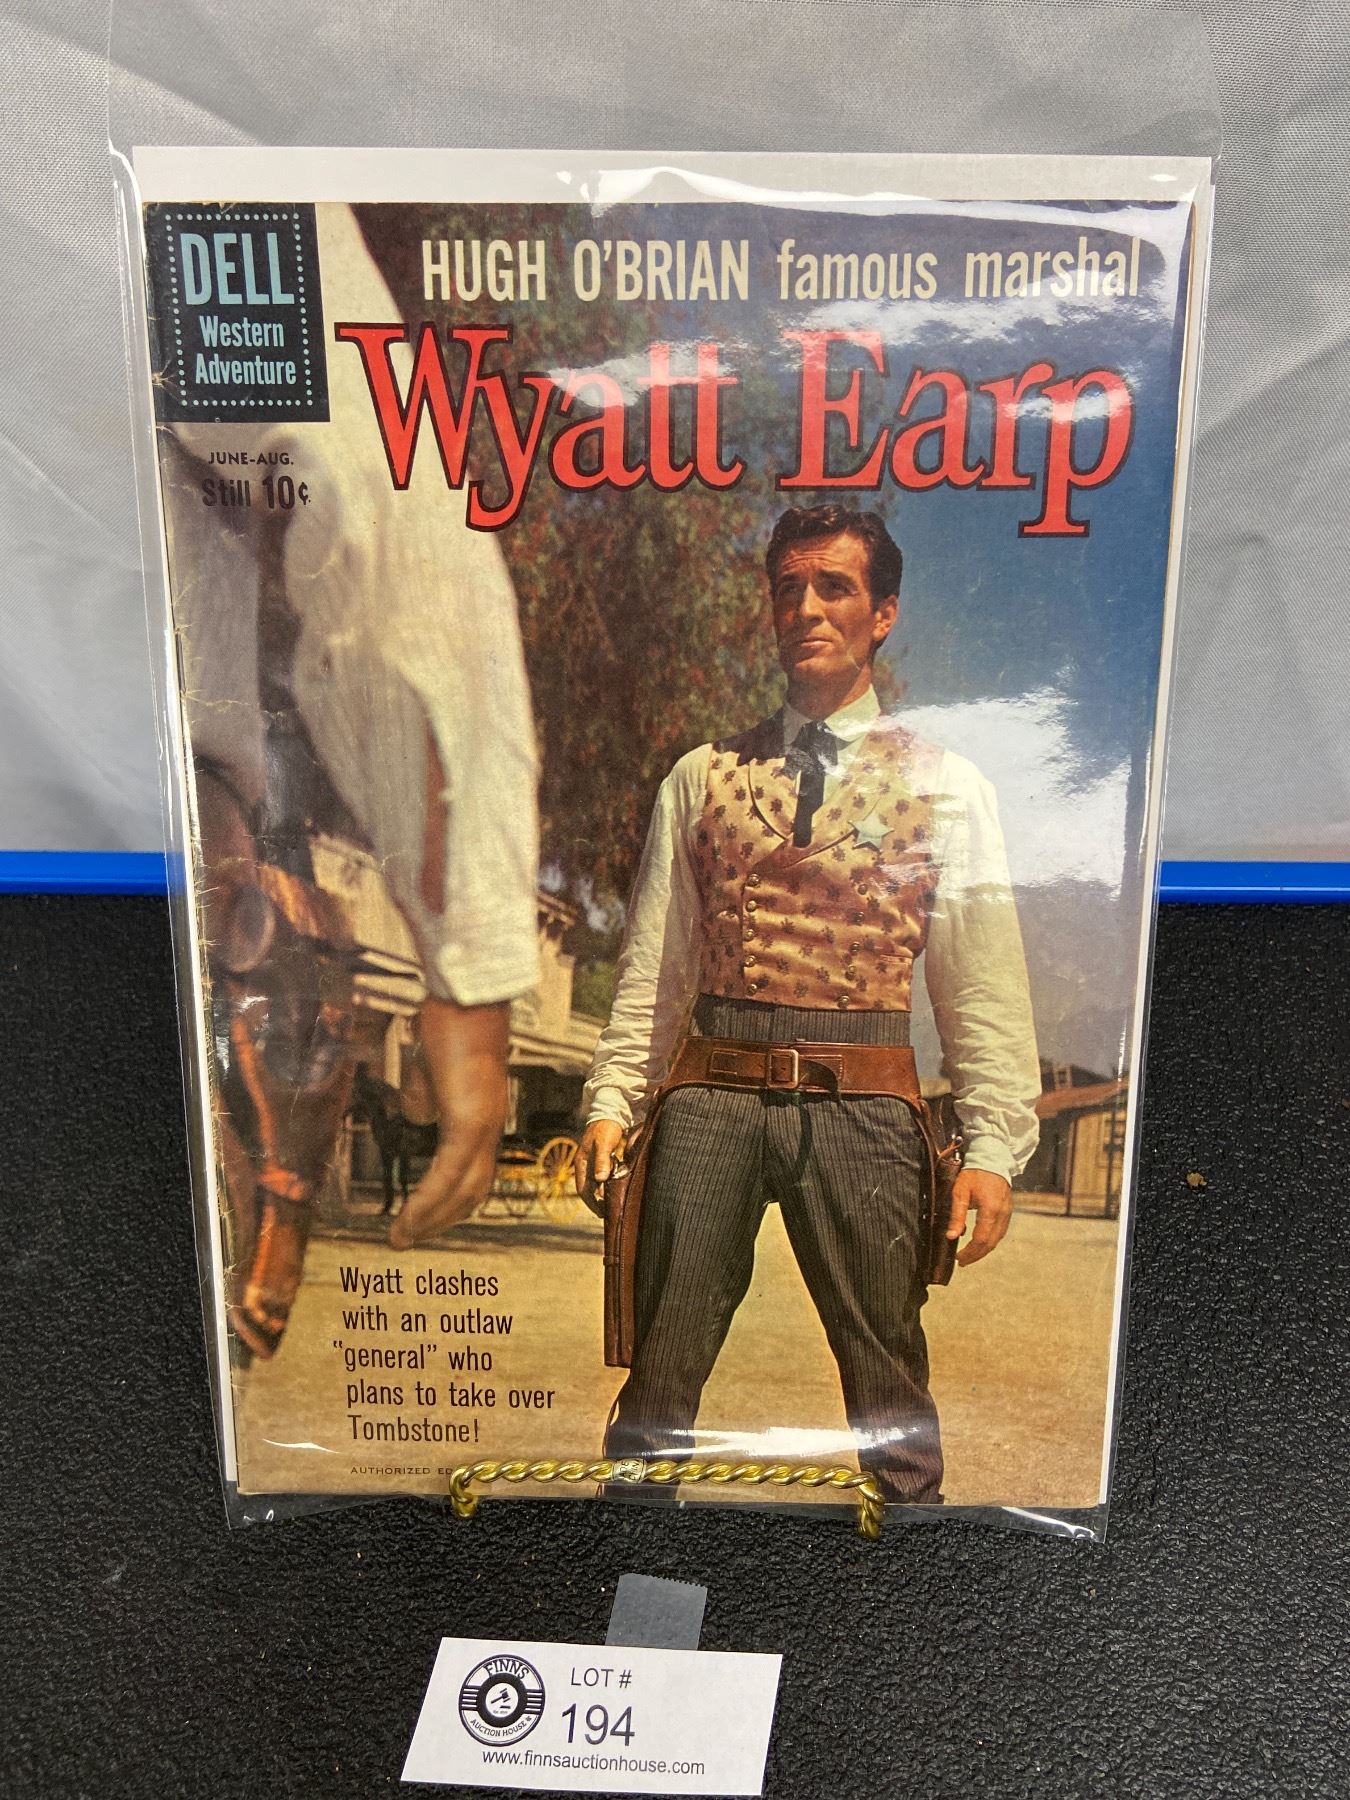 DELL
Western
Adventure
HUGH O'BRIAN famous marshal
Wyatt Earp
JUNE-AUG.
Still 10¢
Wyatt clashes
with an outlaw
"general" who
plans to take over
Tombstone!
AUTHORIZED
FINNS
AUCTION HOUSE
LOT #
194
www.finnsauctionhouse.com